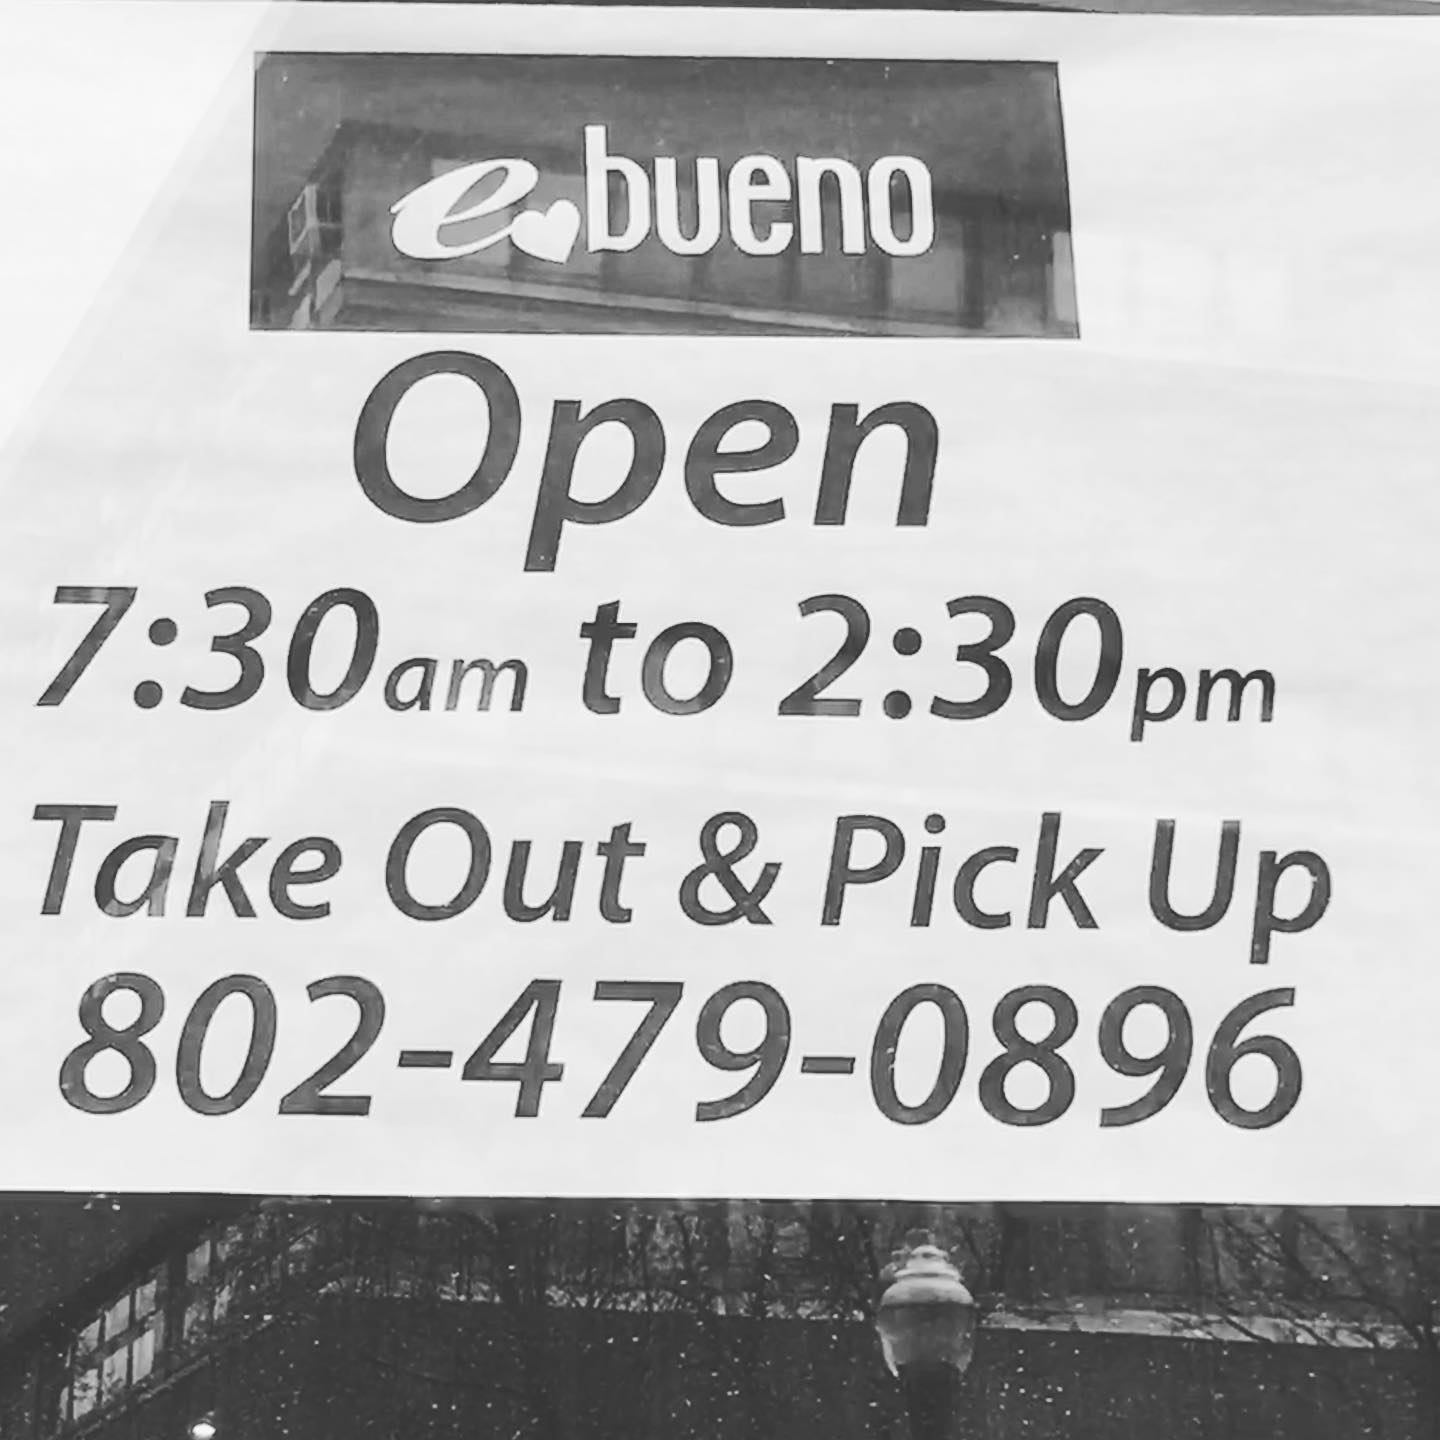 e bueno
Open
7:30am to 2:30pm
Take Out & Pick Up
802-479-0896